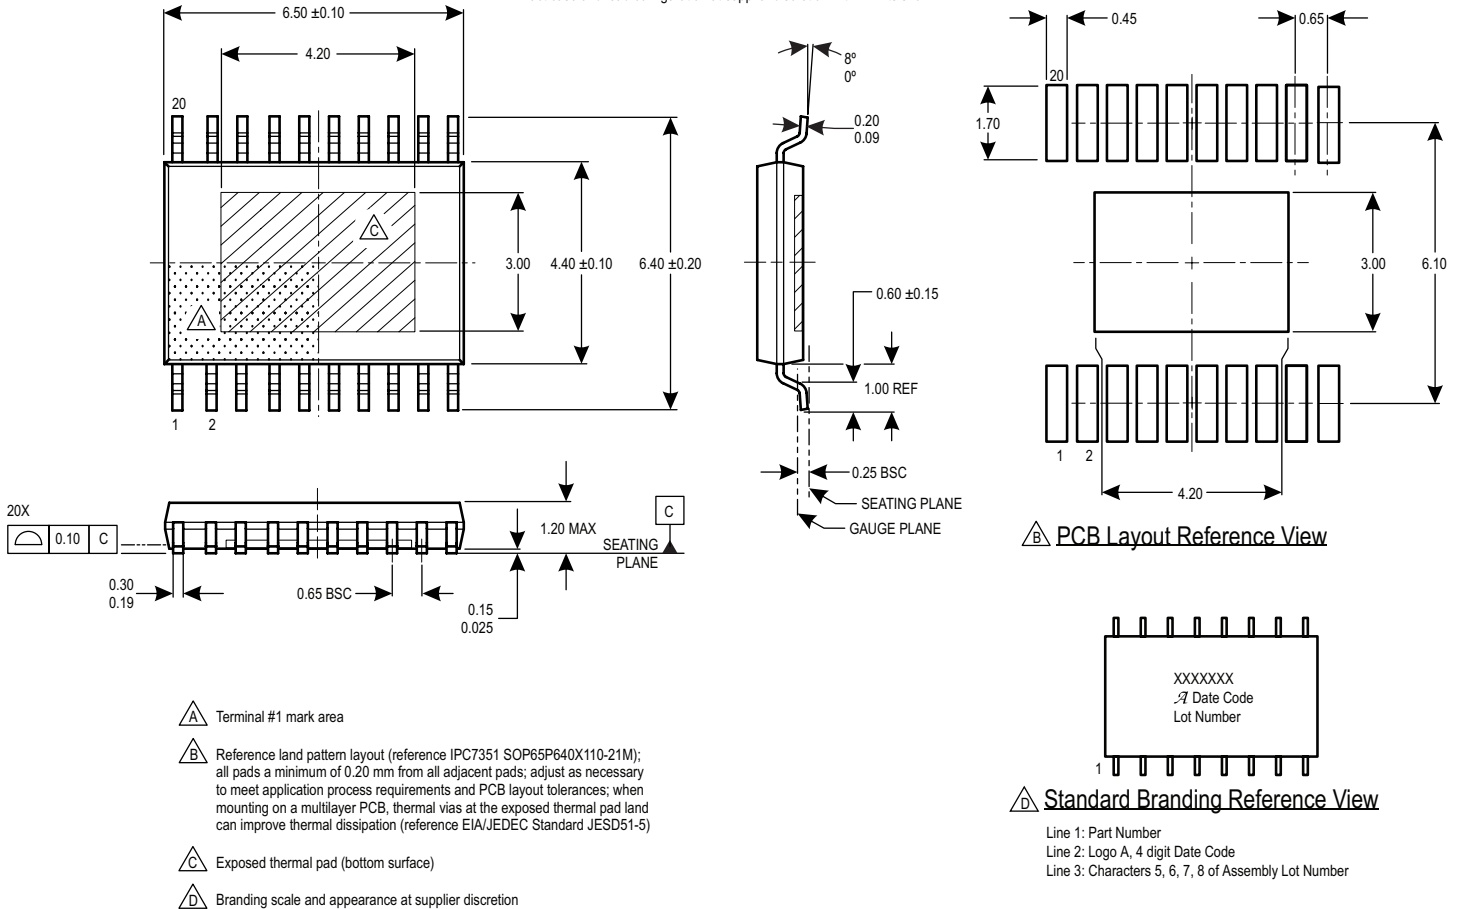 6.50 ±0.10
4.20
20
3.00
4.40 ±0.10
6.40 ±0.20
C
A
1
2
8º
0º
0.20
0.09
0.60 ±0.15
1.00 REF
0.25 BSC
SEATING PLANE
GAUGE PLANE
0.45
0.65
20
1.70
3.00
6.10
1
2
4.20
B PCB Layout Reference View
20X
0.10 C
0.30
0.19
0.65 BSC
1.20 MAX
0.15
0.025
C
SEATING
PLANE
XXXXXXX
A Date Code
Lot Number
1
D Standard Branding Reference View
Line 1: Part Number
Line 2: Logo A, 4 digit Date Code
Line 3: Characters 5, 6, 7, 8 of Assembly Lot Number
A Terminal #1 mark area
B Reference land pattern layout (reference IPC7351 SOP65P640X110-21M);
all pads a minimum of 0.20 mm from all adjacent pads; adjust as necessary
to meet application process requirements and PCB layout tolerances; when
mounting on a multilayer PCB, thermal vias at the exposed thermal pad land
can improve thermal dissipation (reference EIA/JEDEC Standard JESD51-5)
C Exposed thermal pad (bottom surface)
D Branding scale and appearance at supplier discretion